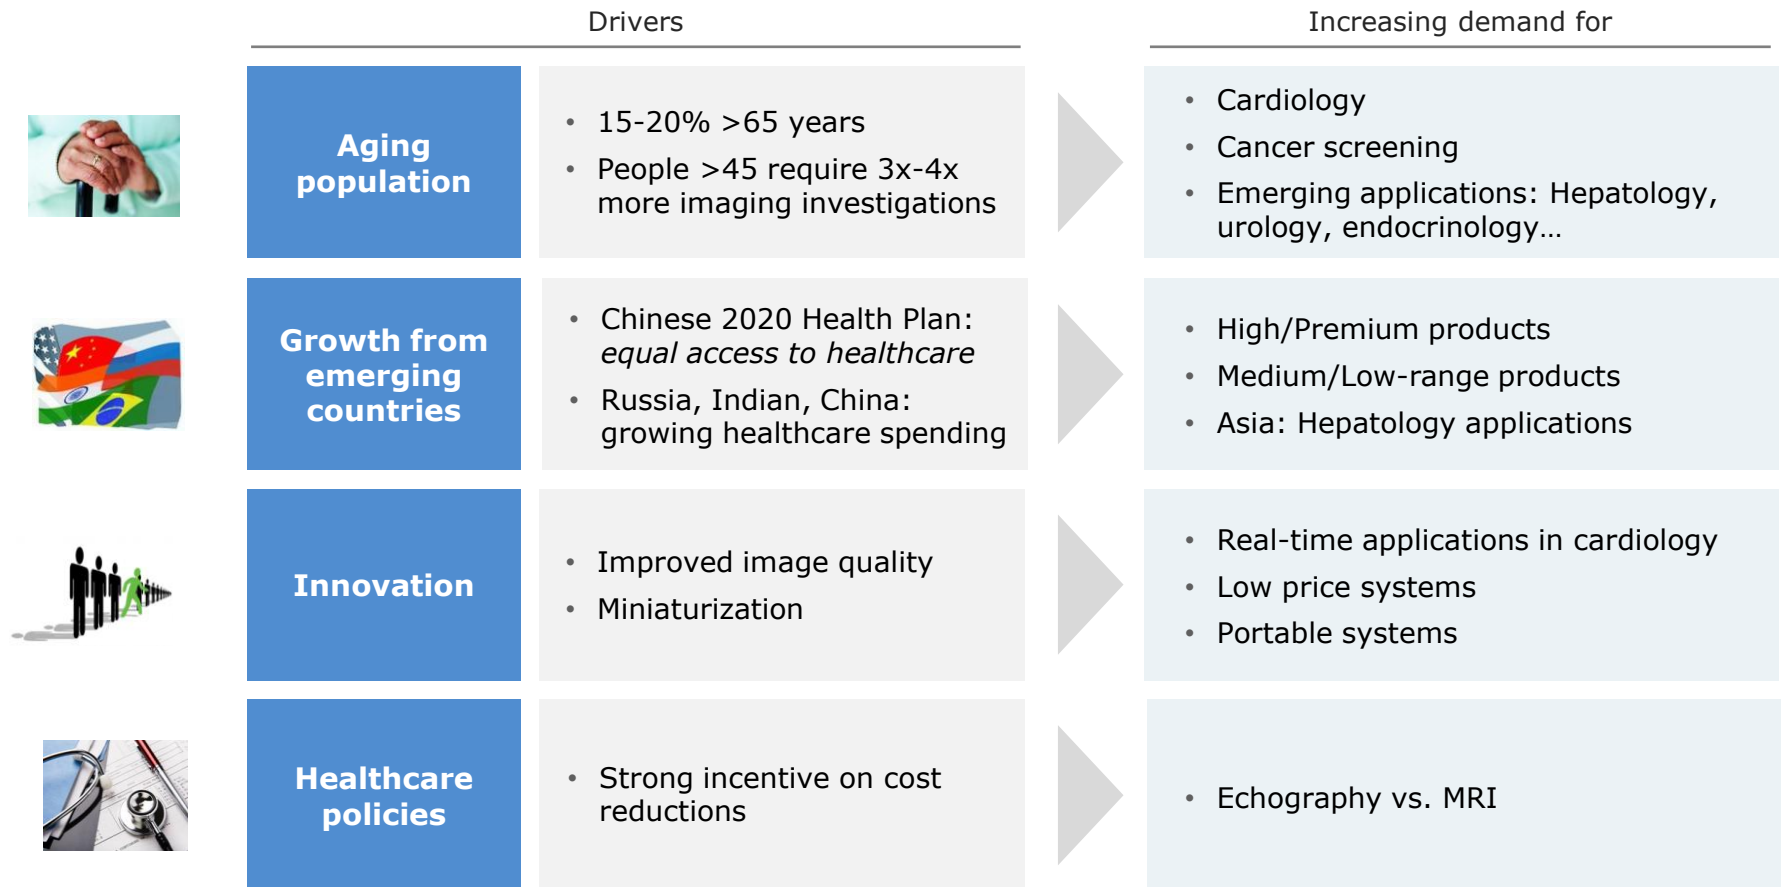 Drivers
Increasing demand for
Aging
population
• 15-20% >65 years
• People >45 require 3x-4x
more imaging investigations
• Cardiology
• Cancer screening
• Emerging applications: Hepatology,
urology, endocrinology…
Growth from
emerging
countries
• Chinese 2020 Health Plan:
equal access to healthcare
• Russia, Indian, China:
growing healthcare spending
• High/Premium products
• Medium/Low-range products
• Asia: Hepatology applications
Innovation
• Improved image quality
• Miniaturization
• Real-time applications in cardiology
• Low price systems
• Portable systems
Healthcare
policies
• Strong incentive on cost
reductions
• Echography vs. MRI